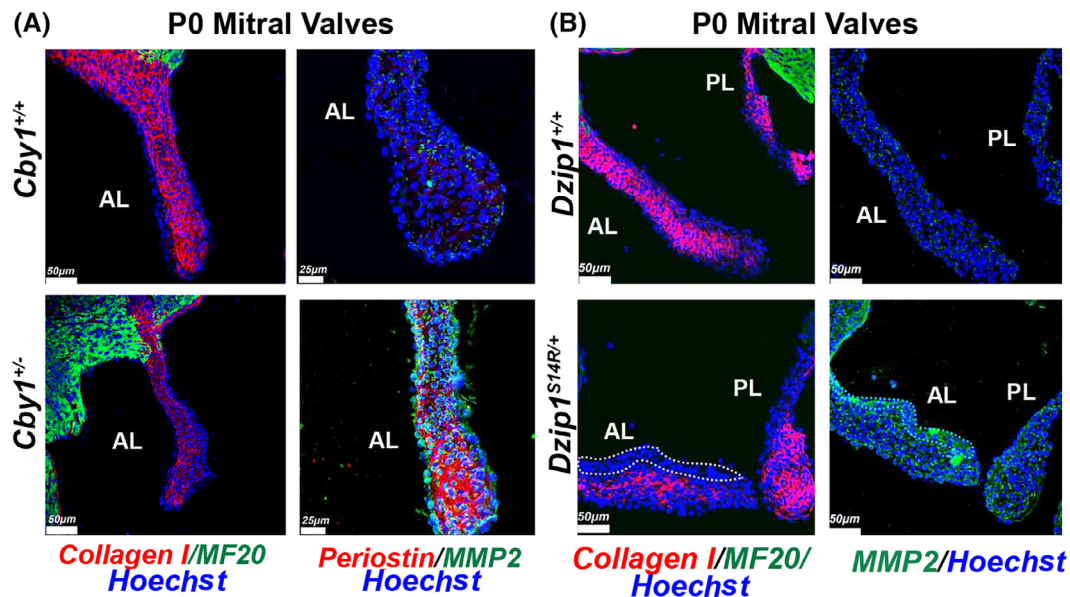 (A) P0 Mitral Valves
(B) P0 Mitral Valves
Cby1+/+
AL
50µm
AL
25µm
Dzip1+/+
PL
AL
50µm
PL
AL
Cby1+/-
AL
50µm
AL
25µm
Dzip1S14R/+
PL
AL
50µm
AL
PL
Collagen I/MF20
Hoechst
Periostin/MMP2
Hoechst
Collagen I/MF20/
Hoechst
MMP2/Hoechst